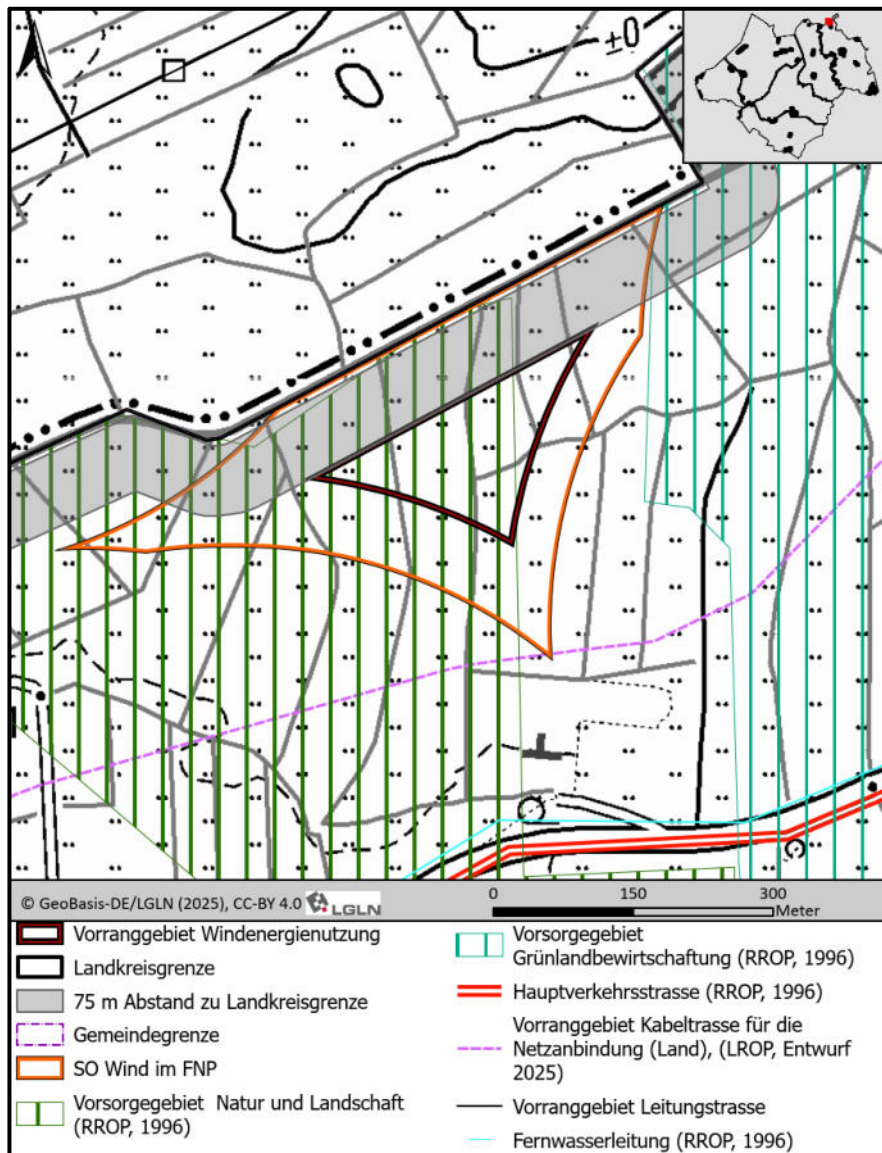 ±0
© GeoBasis-DE/LGLN (2025), CC-BY 4.0 LGLN
0 150 300
Meter
Vorranggebiet Windenergienutzung
Landkreisgrenze
75 m Abstand zu Landkreisgrenze
Gemeindegrenze
SO Wind im FNP
Vorsorgegebiet Natur und Landschaft
(RROP, 1996)
Vorsorgegebiet
Grünlandbewirtschaftung (RROP, 1996)
Hauptverkehrsstrasse (RROP, 1996)
Vorranggebiet Kabeltrasse für die
Netzanbindung (Land), (LROP, Entwurf
2025)
Vorranggebiet Leitungstrasse
Fernwasserleitung (RROP, 1996)